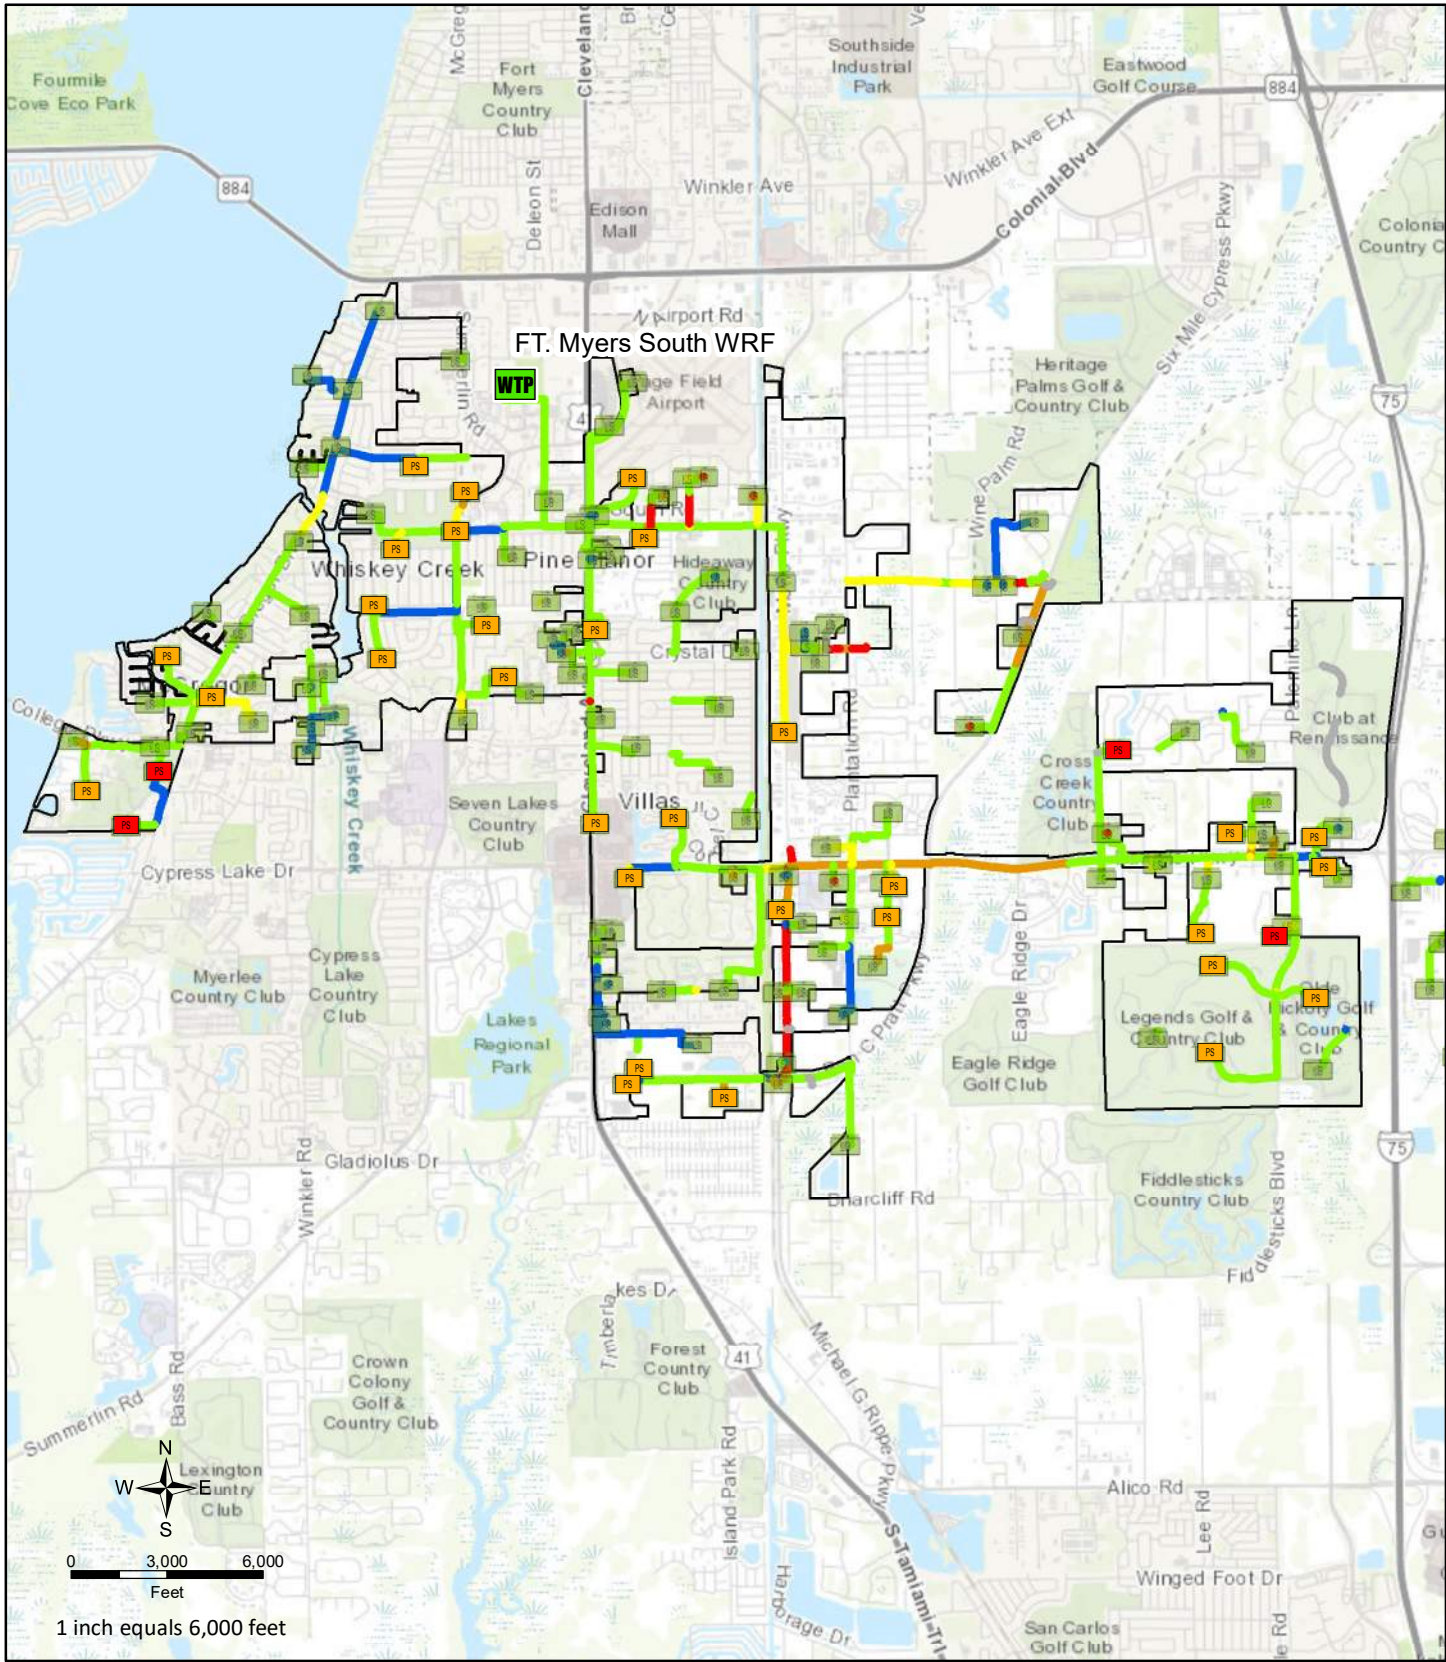 Fourmile
Cove Eco Park
Fort
Myers
Country
Club
Cleveland
Southside
Industrial
Park
Eastwood
Golf Course
884
884
Deleon St
Edison
Mall
Winkler Ave
Winkler Ave Ext
Colonial Blvd
Six Mile Cypress Pkwy
N Airport Rd
FT. Myers South WRF
WTP
Heritage
Palms Golf &
Country Club
75
Airport
Wine Palm Rd
Whiskey Creek
Hideaway
Club
PS
LS
Villas
Plantation Rd
Cross
Creek
Country
Club
Club at
Renaissance
Seven Lakes
Country
Club
Whiskey Creek
Cypress Lake Dr
Cypress
Lake
Country
Club
Myerlee
Country Club
Lakes
Regional
Park
Eagle Ridge Dr
Eagle Ridge
Golf Club
Legends Golf &
Country Club
Olde
Hickory Golf
& Country
Club
Winkler Rd
Gladiolus Dr
Briarcliff Rd
Fiddlesticks
Country Club
Fiddlesticks Blvd
75
Forest
Country
Club
41
Michael G Rippe Pkwy
Crown
Colony
Golf &
Country Club
Bass Rd
Summerlin Rd
Lexington
Country
Club
Island Park Rd
S Tamiami Trl
Alico Rd
Lee Rd
Winged Foot Dr
San Carlos
Golf Club
Harborage Dr
N
W E
S
0 3,000 6,000
Feet
1 inch equals 6,000 feet